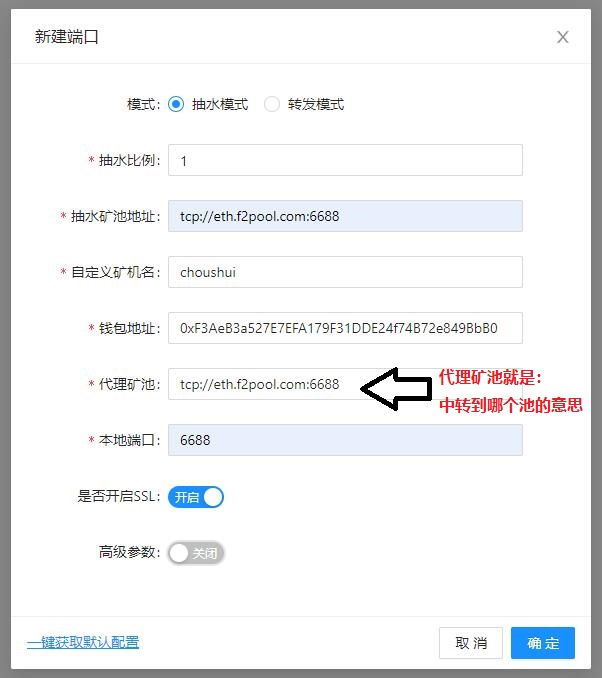 新建端口
模式: 抽水模式 转发模式
* 抽水比例: 1
* 抽水矿池地址: tcp://eth.f2pool.com:6688
* 自定义矿机名: choushui
* 钱包地址: 0xF3AeB3a527E7EFA179F31DDE24f74B72e849BbB0
* 代理矿池: tcp://eth.f2pool.com:6688 代理矿池就是：
中转到哪个池的意思
* 本地端口: 6688
是否开启SSL: 开启
高级参数: 关闭
一键获取默认配置 取消 确定